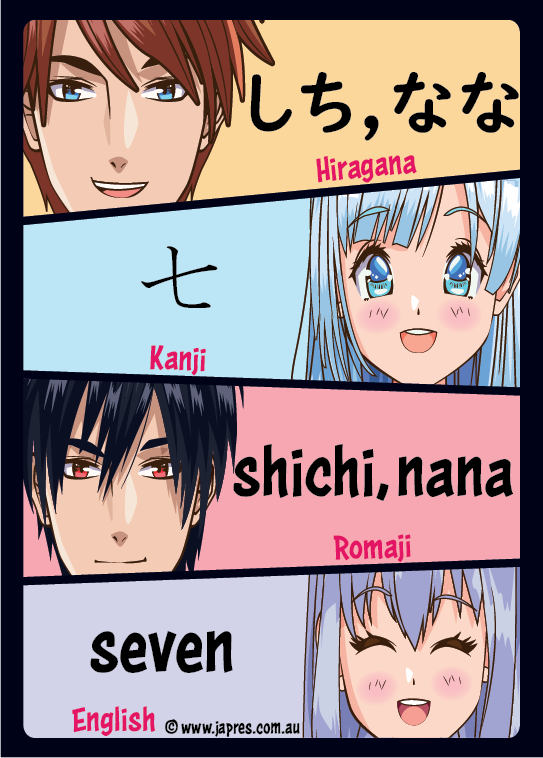 しち,なな
Hiragana
七
Kanji
shichi,nana
Romaji
seven
English © www.japres.com.au